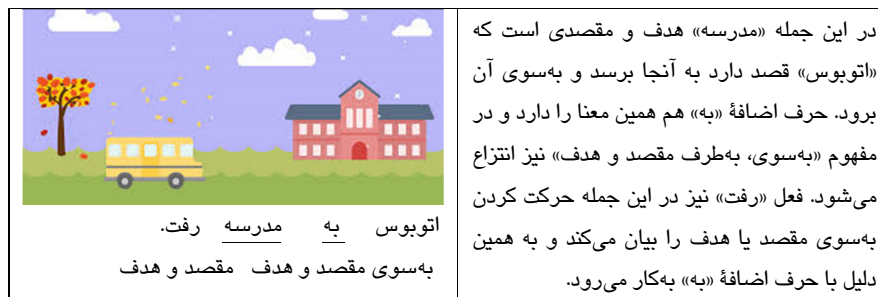 در این جمله «مدرسه» هدف و مقصدی است که
«اتوبوس» قصد دارد به آنجا برسد و به‌سوی آن
برود. حرف اضافهٔ «به» هم همین معنا را دارد و در
مفهوم «به‌سوی، به‌طرف مقصد و هدف» نیز انتزاع
می‌شود. فعل «رفت» نیز در این جمله حرکت کردن
به‌سوی مقصد یا هدف را بیان می‌کند و به همین
دلیل با حرف اضافهٔ «به» به‌کار می‌رود.
اتوبوس به مدرسه رفت.
به‌سوی مقصد و هدف مقصد و هدف